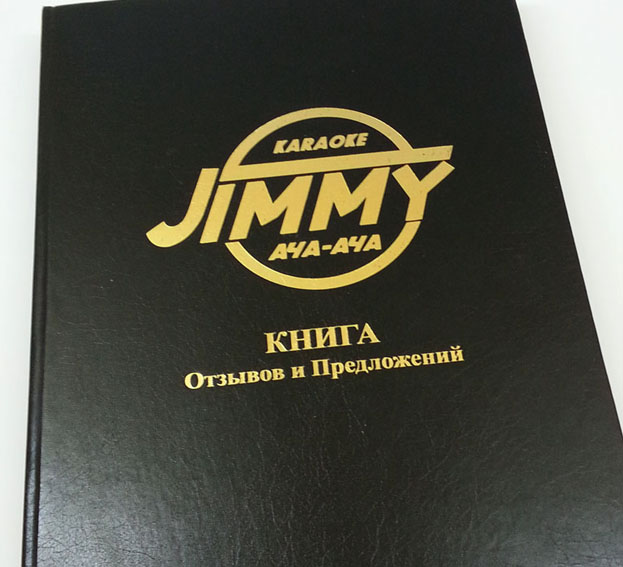 KARAOKE
JIMMY
АЧА-АЧА
КНИГА
Отзывов и Предложений